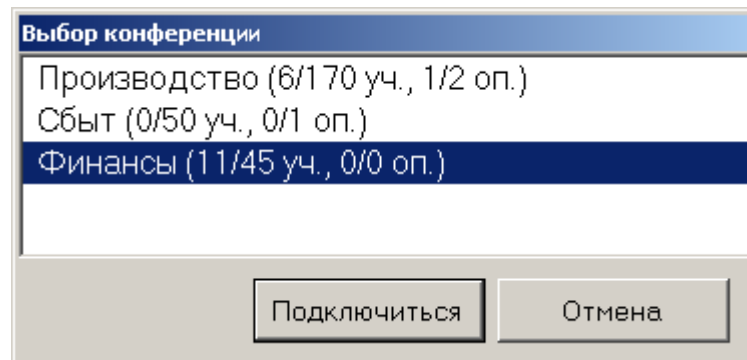 Выбор конференции
Производство (6/170 уч., 1/2 оп.)
Сбыт (0/50 уч., 0/1 оп.)
Финансы (11/45 уч., 0/0 оп.)
Подключиться Отмена